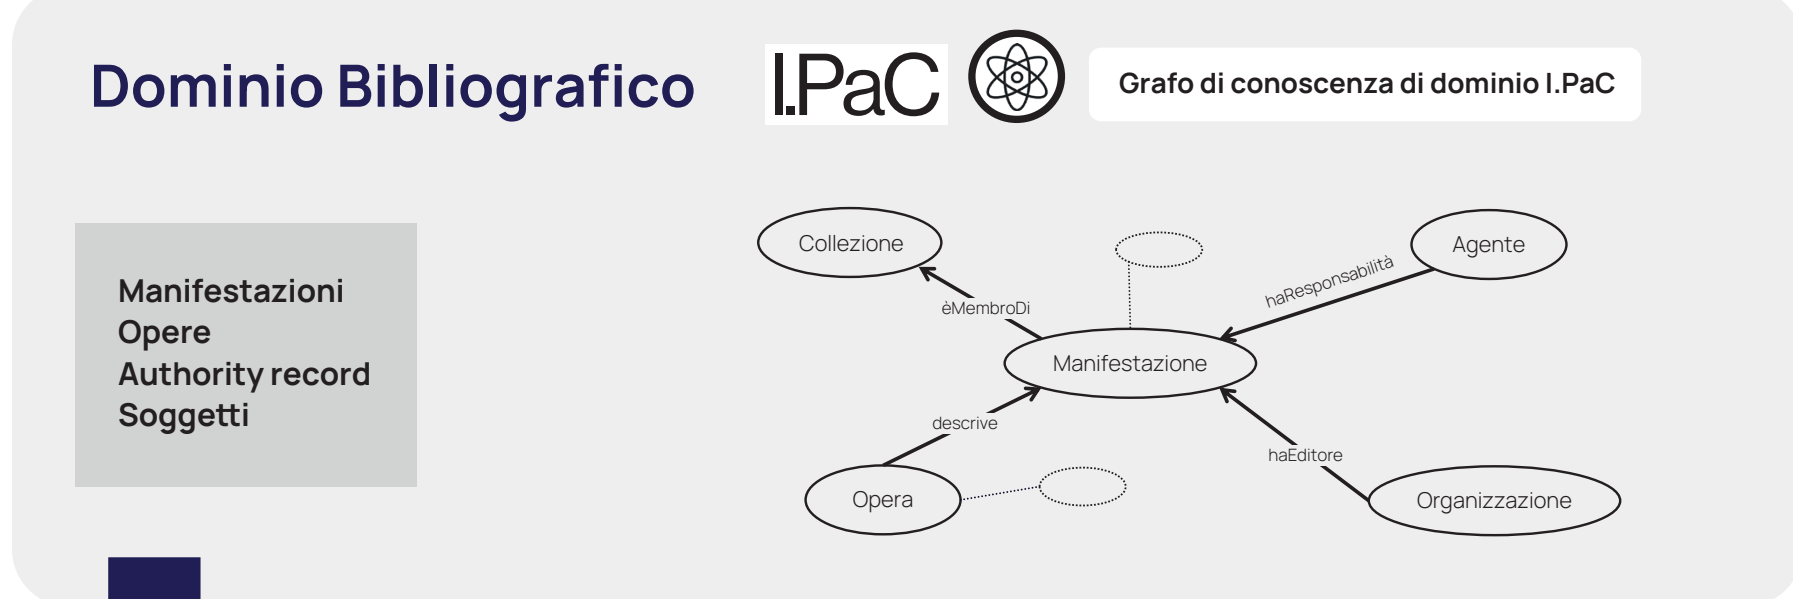 Dominio Bibliografico
I.PaC
Grafo di conoscenza di dominio I.PaC
Manifestazioni
Opere
Authority record
Soggetti
Collezione
Agente
haResponsabilità
èMembroDi
Manifestazione
descrive
haEditore
Opera
Organizzazione